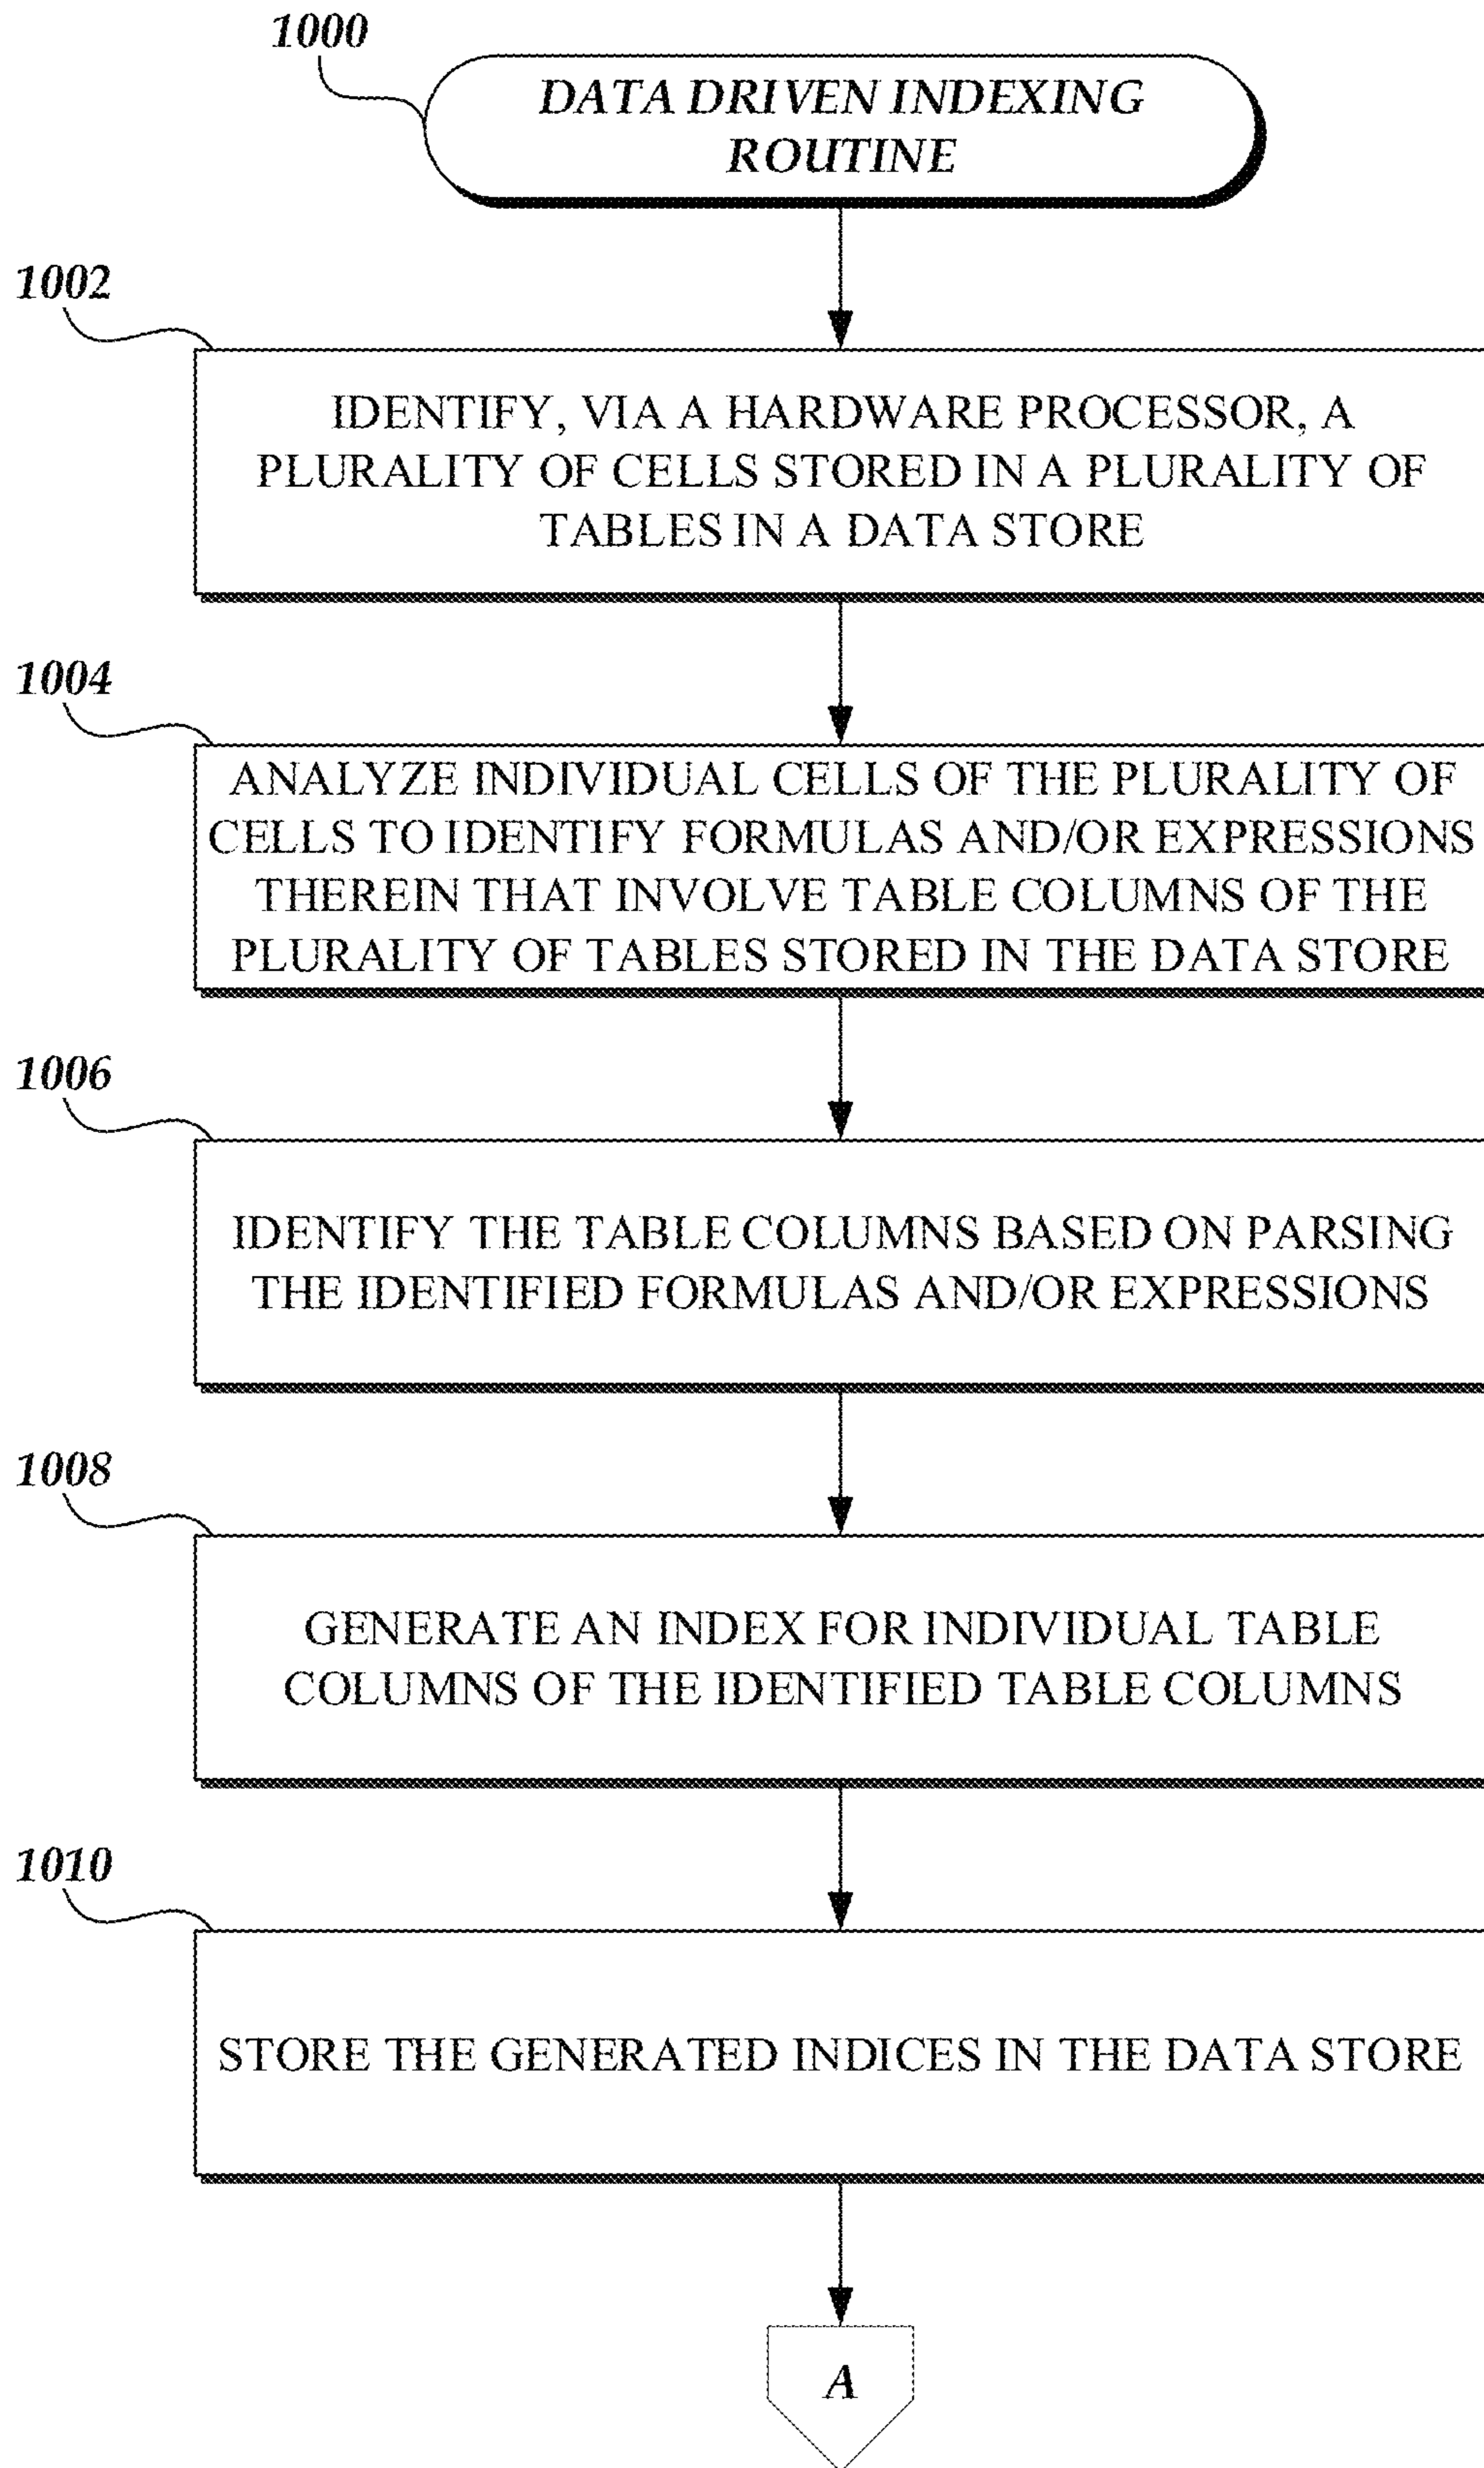 1000
DATA DRIVEN INDEXING
ROUTINE
1002
IDENTIFY, VIA A HARDWARE PROCESSOR, A
PLURALITY OF CELLS STORED IN A PLURALITY OF
TABLES IN A DATA STORE
1004
ANALYZE INDIVIDUAL CELLS OF THE PLURALITY OF
CELLS TO IDENTIFY FORMULAS AND/OR EXPRESSIONS
THEREIN THAT INVOLVE TABLE COLUMNS OF THE
PLURALITY OF TABLES STORED IN THE DATA STORE
1006
IDENTIFY THE TABLE COLUMNS BASED ON PARSING
THE IDENTIFIED FORMULAS AND/OR EXPRESSIONS
1008
GENERATE AN INDEX FOR INDIVIDUAL TABLE
COLUMNS OF THE IDENTIFIED TABLE COLUMNS
1010
STORE THE GENERATED INDICES IN THE DATA STORE
A